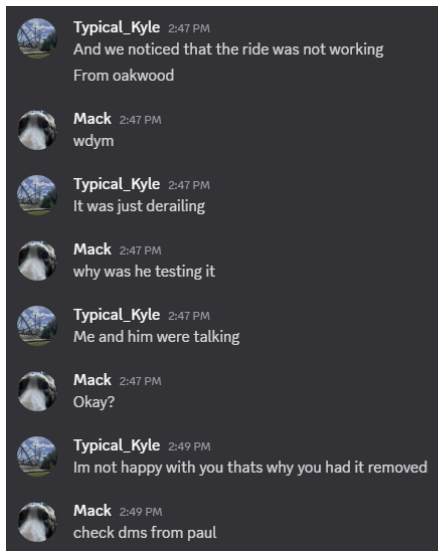 Typical_Kyle 2:47 PM
And we noticed that the ride was not working
From oakwood
Mack 2:47 PM
wdym
Typical_Kyle 2:47 PM
It was just derailing
Mack 2:47 PM
why was he testing it
Typical_Kyle 2:47 PM
Me and him were talking
Mack 2:47 PM
Okay?
Typical_Kyle 2:49 PM
Im not happy with you thats why you had it removed
Mack 2:49 PM
check dms from paul